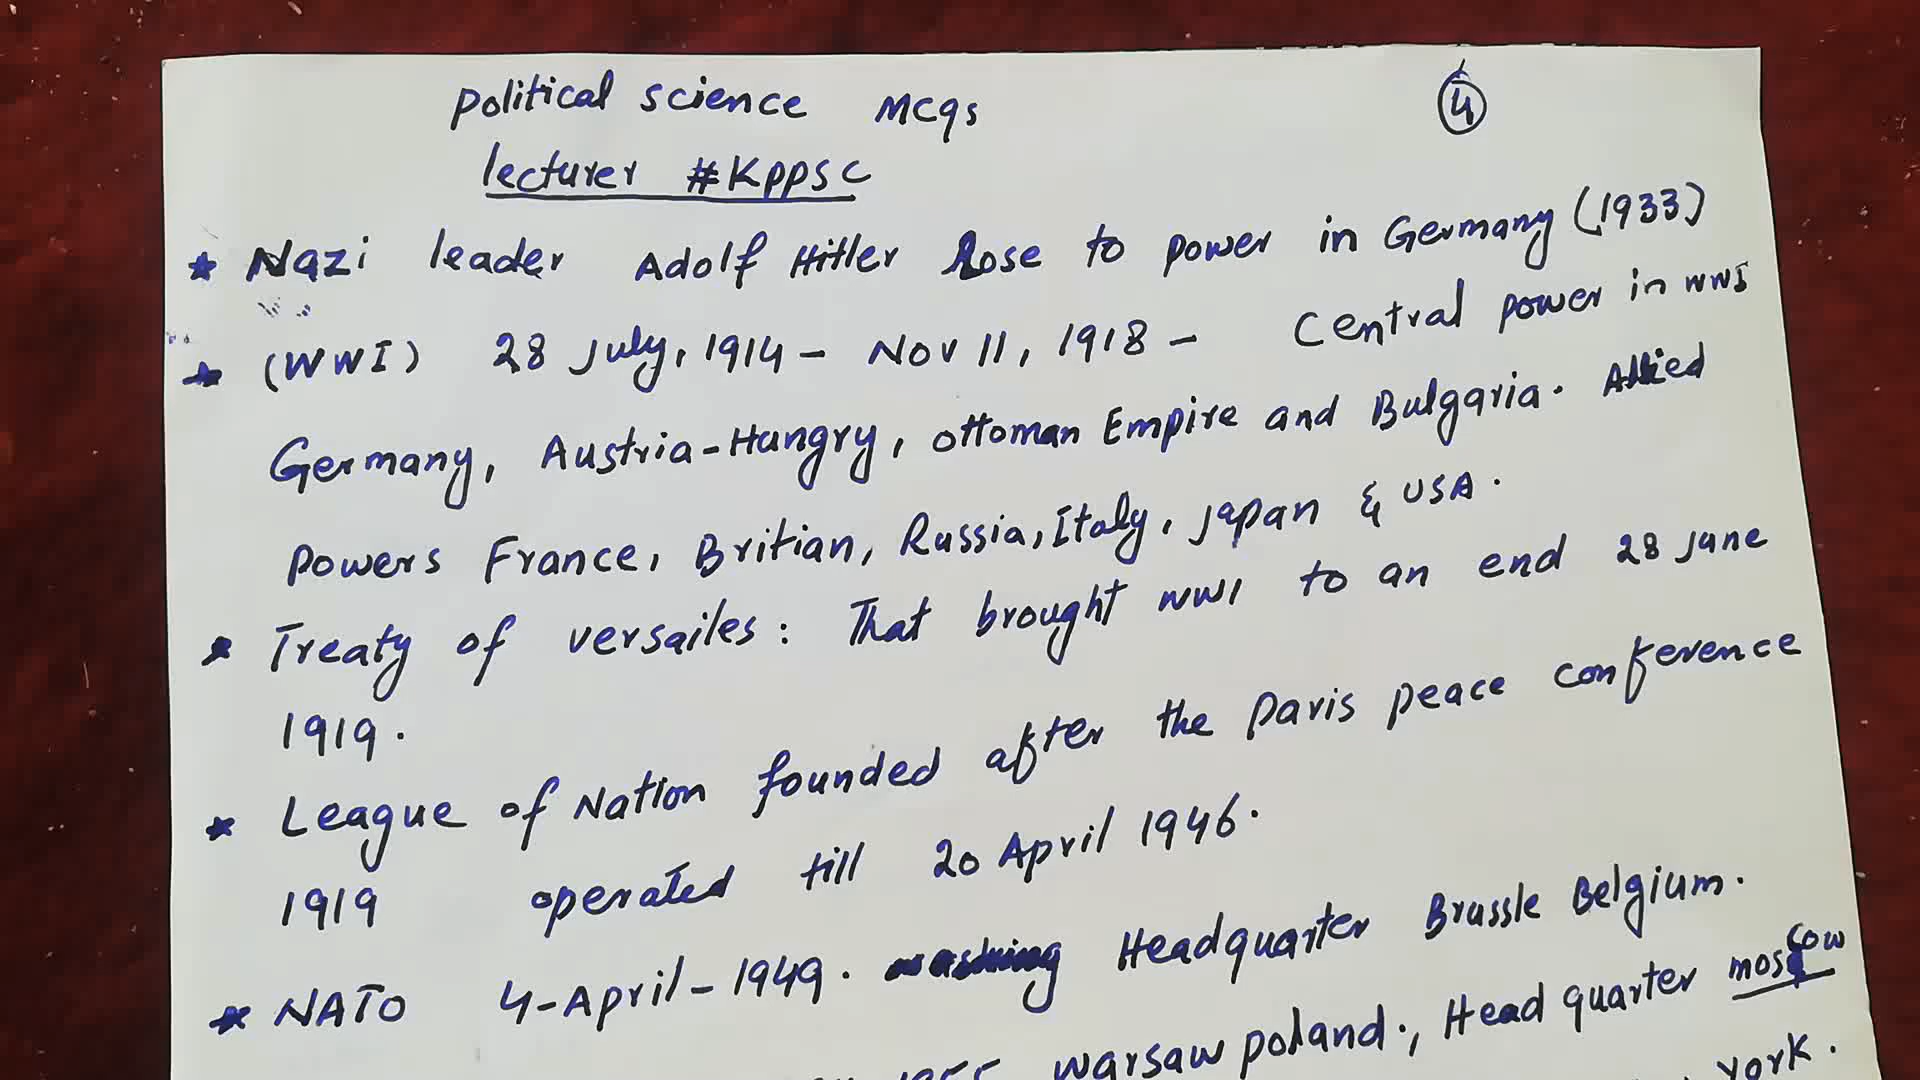 Political science MCQs
4
lecturer #KPPSC
* Nazi leader Adolf Hitler Rose to power in Germany (1933)
* (WWI) 28 July, 1914 - Nov 11, 1918 - Central power in WWI
Germany, Austria-Hungry, Ottoman Empire and Bulgaria. Allied
Powers France, Britian, Russia, Italy, Japan & USA.
* Treaty of versailes: That brought WWI to an end 28 June
1919.
* League of Nation founded after the Paris peace conference
1919 operated till 20 April 1946.
* NATO 4-April-1949. Headquarter Brussle Belgium.
1955 Warsaw poland., Head quarter moscow
York.